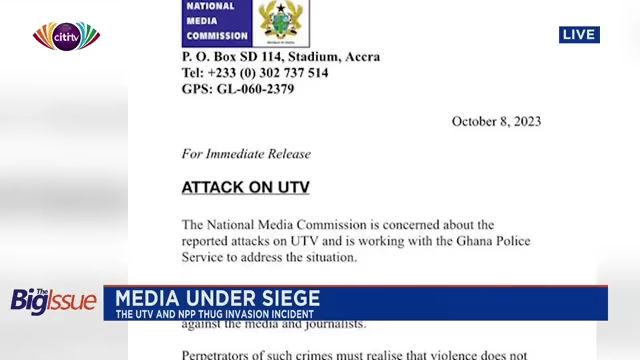 citi tv
NATIONAL
MEDIA
COMMISSION
LIVE
P. O. Box SD 114, Stadium, Accra
Tel: +233 (0) 302 737 514
GPS: GL-060-2379
October 8, 2023
For Immediate Release
ATTACK ON UTV
The National Media Commission is concerned about the
reported attacks on UTV and is working with the Ghana Police
Service to address the situation.
The
Big Issue
MEDIA UNDER SIEGE
THE UTV AND NPP THUG INVASION INCIDENT
against the media and journalists.
Perpetrators of such crimes must realise that violence does not